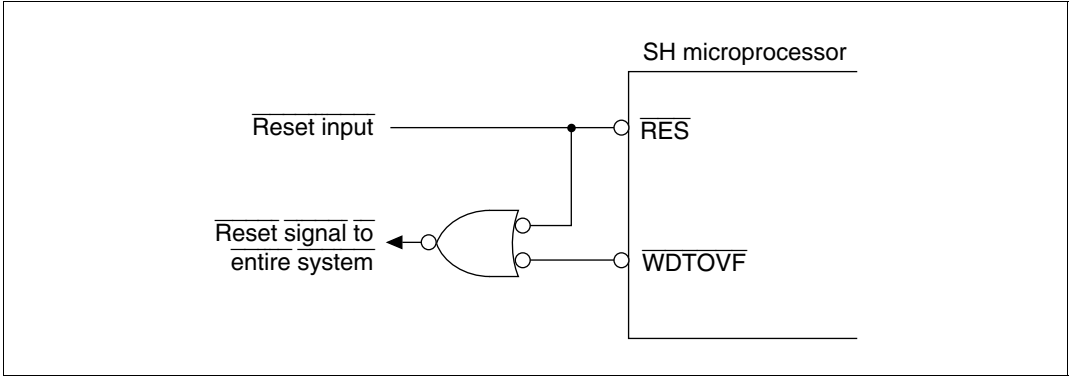 SH microprocessor
Reset input
RES
Reset signal to
entire system
WDTOVF